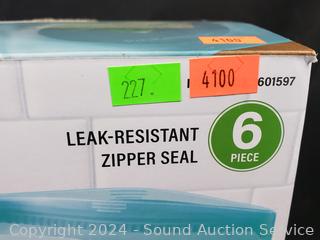 4100
227.
4100
601597
LEAK-RESISTANT
ZIPPER SEAL
6
PIECE
Copyright 2024 - Sound Auction Service